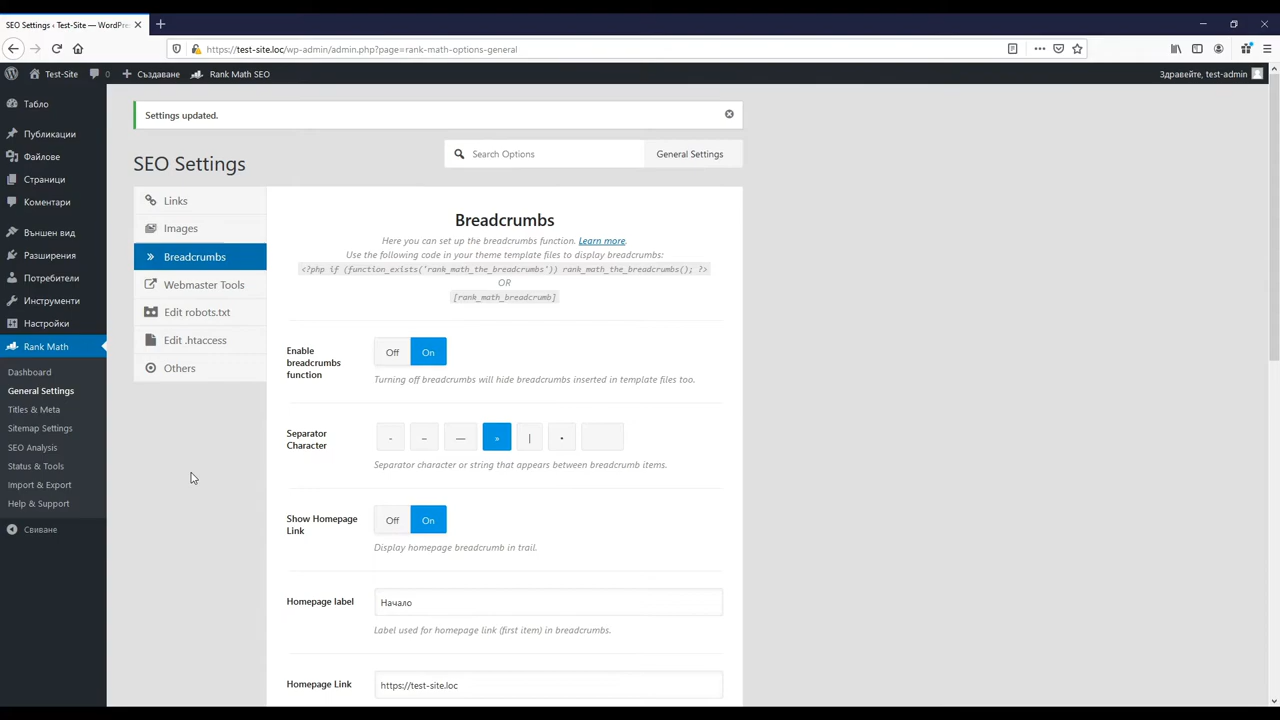 SEO Settings ‹ Test-Site — WordPre
https://test-site.loc/wp-admin/admin.php?page=rank-math-options-general
Test-Site
0
Създаване
Rank Math SEO
Здравейте, test-admin
Табло
Публикации
Файлове
Страници
Коментари
Външен вид
Разширения
Потребители
Инструменти
Настройки
Rank Math
Dashboard
General Settings
Titles & Meta
Sitemap Settings
SEO Analysis
Status & Tools
Import & Export
Help & Support
Свиване
Settings updated.
SEO Settings
Search Options
General Settings
Links
Images
Breadcrumbs
Webmaster Tools
Edit robots.txt
Edit .htaccess
Others
Breadcrumbs
Here you can set up the breadcrumbs function. Learn more.
Use the following code in your theme template files to display breadcrumbs:
<?php if (function_exists('rank_math_the_breadcrumbs')) rank_math_the_breadcrumbs(); ?>
OR
[rank_math_breadcrumb]
Enable
breadcrumbs
function
Off
On
Turning off breadcrumbs will hide breadcrumbs inserted in template files too.
Separator
Character
- – — » | •
Separator character or string that appears between breadcrumb items.
Show Homepage
Link
Off
On
Display homepage breadcrumb in trail.
Homepage label
Начало
Label used for homepage link (first item) in breadcrumbs.
Homepage Link
https://test-site.loc